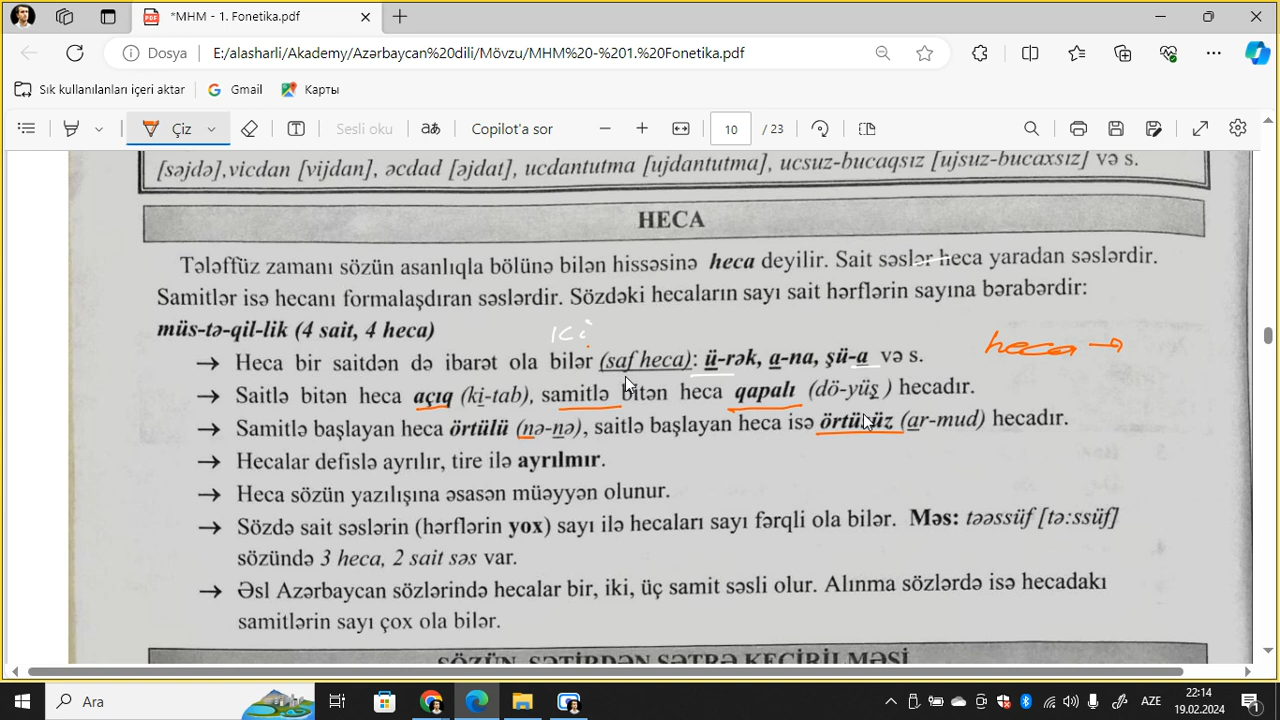 *MHM - 1. Fonetika.pdf
Dosya E:/alasharli/Akademy/Azərbaycan%20dili/Mövzu/MHM%20-%201.%20Fonetika.pdf
Sık kullanılanları içeri aktar Gmail Карты
Çiz Sesli oku Copilot'a sor 10 / 23
[səjdə],vicdan [vijdan], əcdad [əjdat], ucdantutma [ujdantutma], ucsuz-bucaqsız [ujsuz-bucaxsız] və s.
HECA
Tələffüz zamanı sözün asanlıqla bölünə bilən hissəsinə heca deyilir. Sait səslər heca yaradan səslərdir.
Samitlər isə hecanı formalaşdıran səslərdir. Sözdəki hecaların sayı sait hərflərin sayına bərabərdir:
müs-tə-qil-lik (4 sait, 4 heca)
ki
heca →
→ Heca bir saitdən də ibarət ola bilər (saf heca): ü-rək, a-na, şü-a və s.
→ Saitlə bitən heca açıq (ki-tab), samitlə bitən heca qapalı (dö-yüş ) hecadır.
→ Samitlə başlayan heca örtülü (nə-nə), saitlə başlayan heca isə örtüsüz (ar-mud) hecadır.
→ Hecalar defislə ayrılır, tire ilə ayrılmır.
→ Heca sözün yazılışına əsasən müəyyən olunur.
→ Sözdə sait səslərin (hərflərin yox) sayı ilə hecaları sayı fərqli ola bilər. Məs: təəssüf [tə:ssüf]
sözündə 3 heca, 2 sait səs var.
→ Əsl Azərbaycan sözlərində hecalar bir, iki, üç samit səsli olur. Alınma sözlərdə isə hecadakı
samitlərin sayı çox ola bilər.
SÖZÜN SƏTİRDƏN SƏTRƏ KEÇİRİLMƏSİ
Ara AZE 22:14
19.02.2024